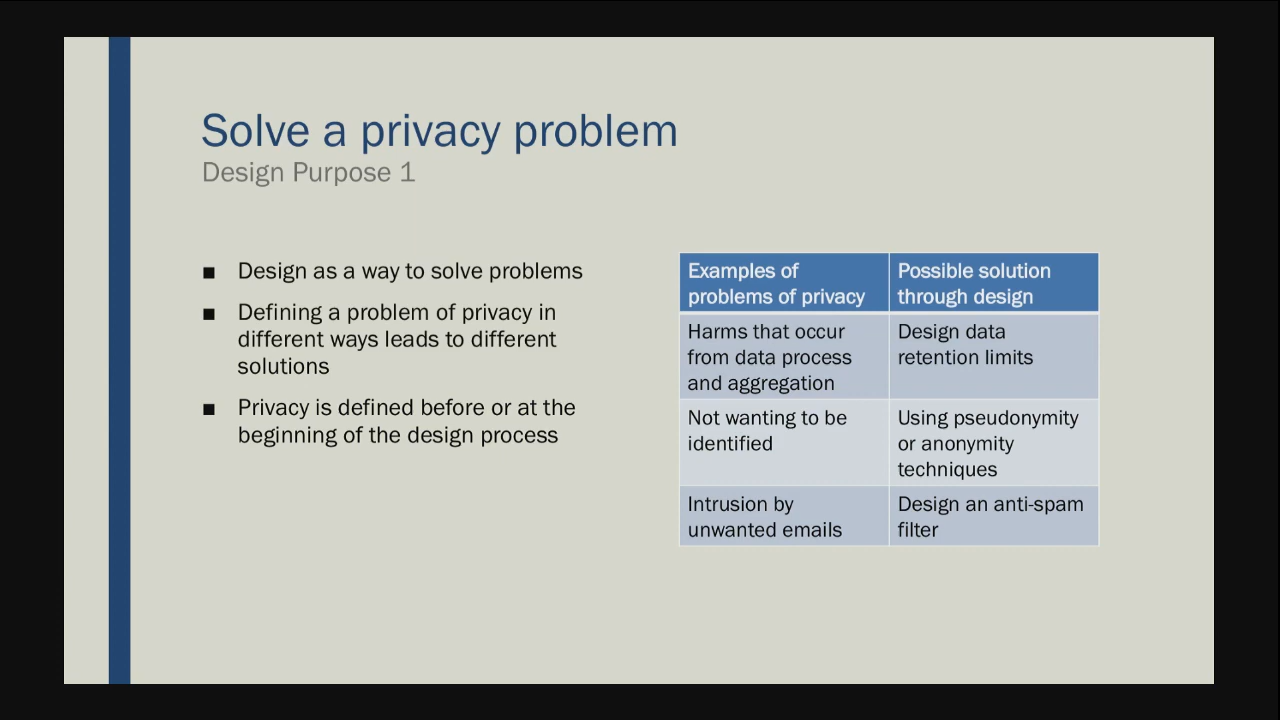 Solve a privacy problem
Design Purpose 1
■ Design as a way to solve problems
■ Defining a problem of privacy in
different ways leads to different
solutions
■ Privacy is defined before or at the
beginning of the design process
Examples of
problems of privacy
Possible solution
through design
Harms that occur
from data process
and aggregation
Design data
retention limits
Not wanting to be
identified
Using pseudonymity
or anonymity
techniques
Intrusion by
unwanted emails
Design an anti-spam
filter